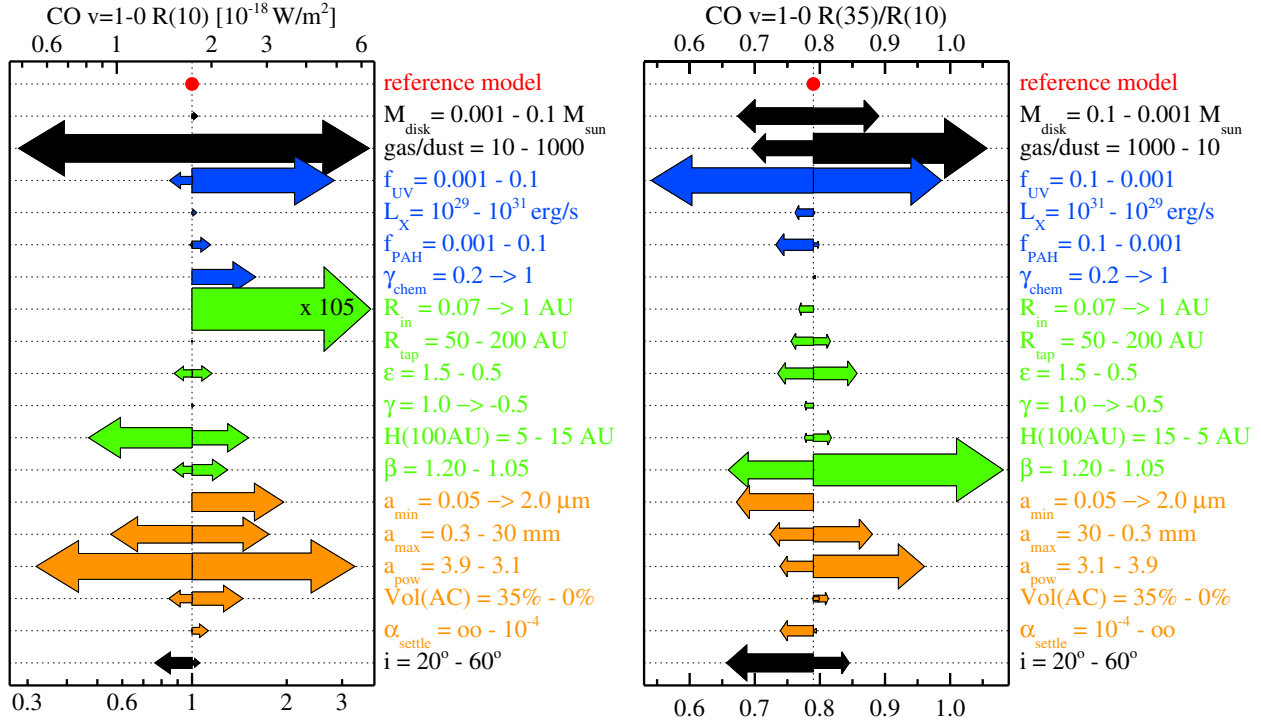 CO v=1-0 R(10) [10⁻¹⁸ W/m²]
0.6 1 2 3 6
reference model
M_disk = 0.001 - 0.1 M_sun
gas/dust = 10 - 1000
f_UV = 0.001 - 0.1
L_X = 10²⁹ - 10³¹ erg/s
f_PAH = 0.001 - 0.1
γ_chem = 0.2 –> 1
x 105
R_in = 0.07 –> 1 AU
R_tap = 50 - 200 AU
ε = 1.5 - 0.5
γ = 1.0 –> -0.5
H(100AU) = 5 - 15 AU
β = 1.20 - 1.05
a_min = 0.05 –> 2.0 μm
a_max = 0.3 - 30 mm
a_pow = 3.9 - 3.1
Vol(AC) = 35% - 0%
α_settle = oo - 10⁻⁴
i = 20° - 60°
0.3 0.6 1 2 3
CO v=1-0 R(35)/R(10)
0.6 0.7 0.8 0.9 1.0
reference model
M_disk = 0.1 - 0.001 M_sun
gas/dust = 1000 - 10
f_UV = 0.1 - 0.001
L_X = 10³¹ - 10²⁹ erg/s
f_PAH = 0.1 - 0.001
γ_chem = 0.2 –> 1
R_in = 0.07 –> 1 AU
R_tap = 50 - 200 AU
ε = 1.5 - 0.5
γ = 1.0 –> -0.5
H(100AU) = 15 - 5 AU
β = 1.20 - 1.05
a_min = 0.05 –> 2.0 μm
a_max = 30 - 0.3 mm
a_pow = 3.1 - 3.9
Vol(AC) = 35% - 0%
α_settle = 10⁻⁴ - oo
i = 20° - 60°
0.6 0.7 0.8 0.9 1.0